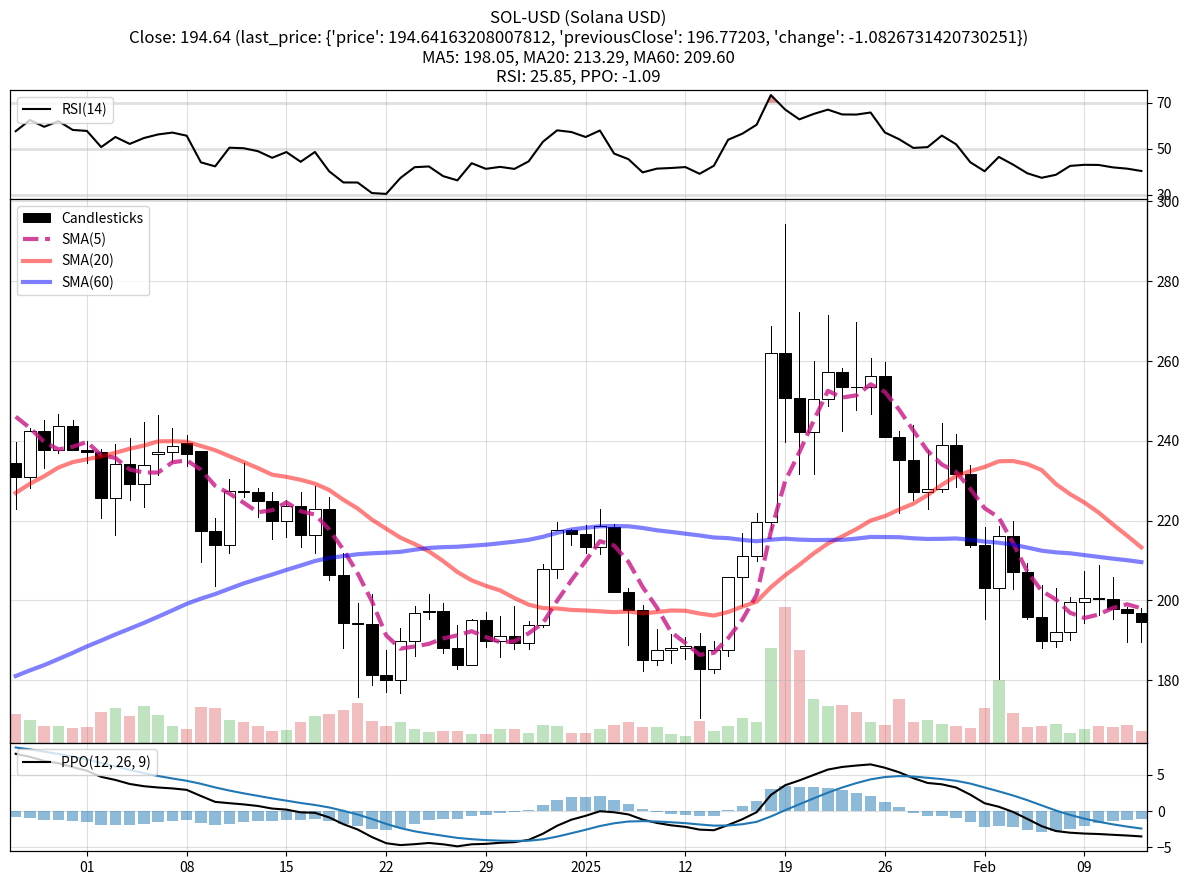 SOL-USD (Solana USD)
Close: 194.64 (last_price: {'price': 194.64163208007812, 'previousClose': 196.77203, 'change': -1.0826731420730251})
MA5: 198.05, MA20: 213.29, MA60: 209.60
RSI: 25.85, PPO: -1.09
RSI(14)
70
50
30
300
Candlesticks
SMA(5)
SMA(20)
SMA(60)
280
260
240
220
200
180
PPO(12, 26, 9)
5
0
−5
01
08
15
22
29
2025
12
19
26
Feb
09